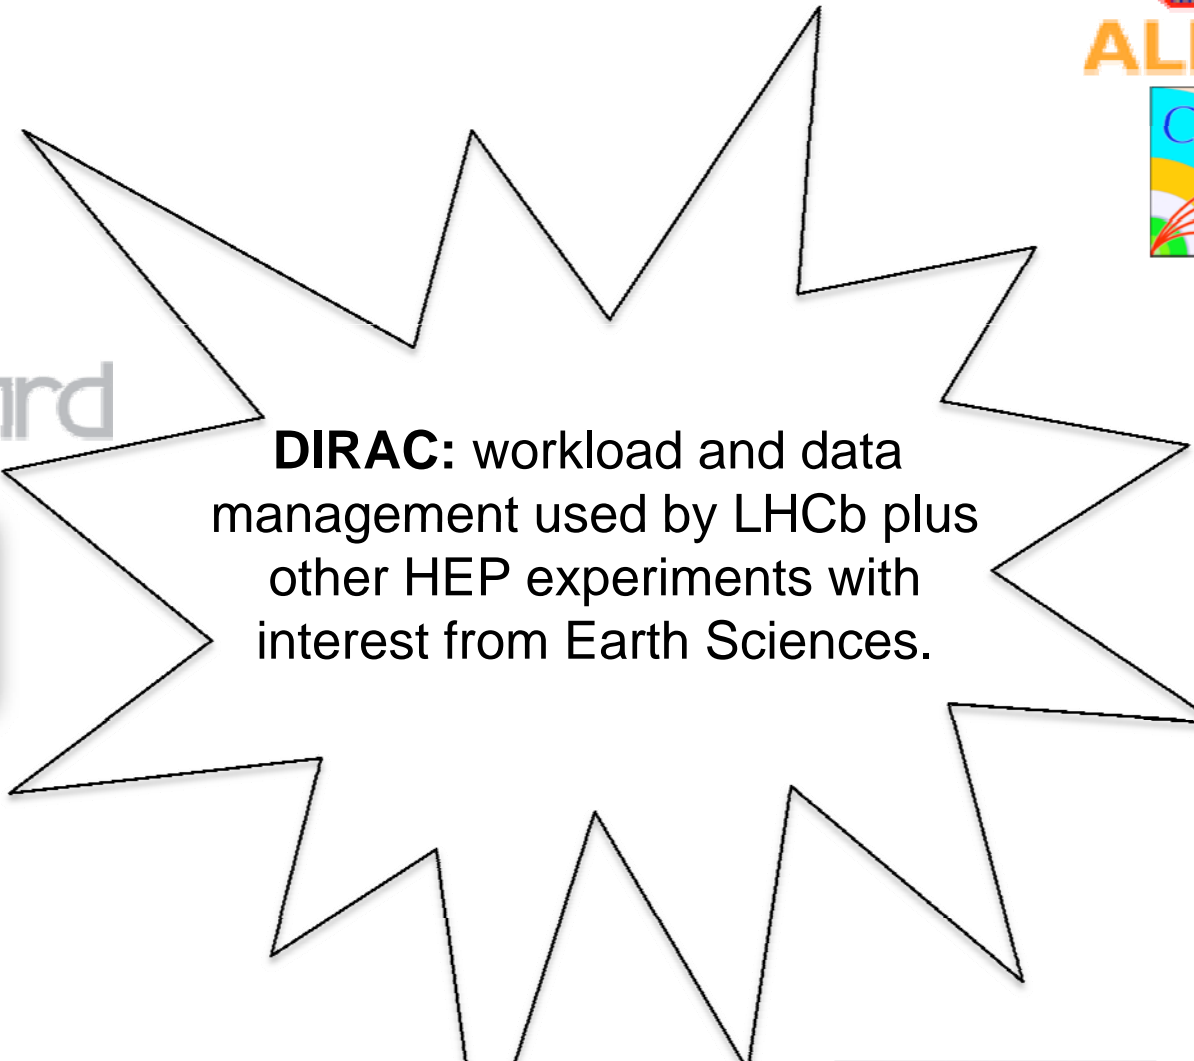 DIRAC: workload and data
management used by LHCb plus
other HEP experiments with
interest from Earth Sciences.